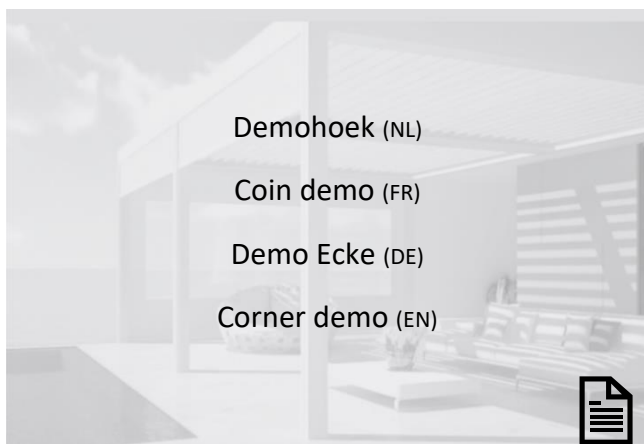 Demohoek (NL)
Coin demo (FR)
Demo Ecke (DE)
Corner demo (EN)